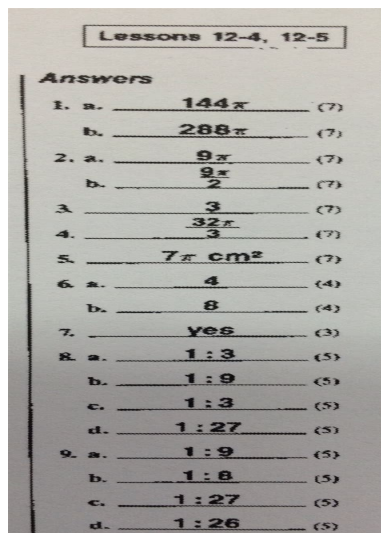 Lessons 12-4, 12-5
Answers
1. a. 144π (7)
b. 288π (7)
2. a. 9π (7)
b. 9π/2 (7)
3. 3 (7)
4. 32π/3 (7)
5. 7π cm² (7)
6. a. 4 (4)
b. 8 (4)
7. yes (3)
8. a. 1 : 3 (5)
b. 1 : 9 (5)
c. 1 : 3 (5)
d. 1 : 27 (5)
9. a. 1 : 9 (5)
b. 1 : 8 (5)
c. 1 : 27 (5)
d. 1 : 26 (5)